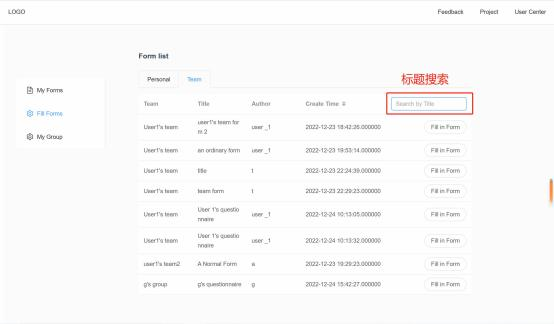 LOGO
Feedback Project User Center
Form list
Personal Team
标题搜索
My Forms
Fill Forms
My Group
Team Title Author Create Time Search by Title
User1's team user1's team for
m 2 user _1 2022-12-23 18:42:26.000000 Fill in Form
User1's team an ordinary form user _1 2022-12-23 19:53:14.000000 Fill in Form
User1's team title t 2022-12-23 22:24:39.000000 Fill in Form
User1's team team form t 2022-12-23 22:29:23.000000 Fill in Form
User1's team User 1's questio
nnaire user _1 2022-12-24 10:13:05.000000 Fill in Form
User1's team User 1's questio
nnaire user _1 2022-12-24 10:13:32.000000 Fill in Form
user1's team2 A Normal Form a 2022-12-23 19:29:23.000000 Fill in Form
g's group g's questionnaire g 2022-12-24 15:42:27.000000 Fill in Form